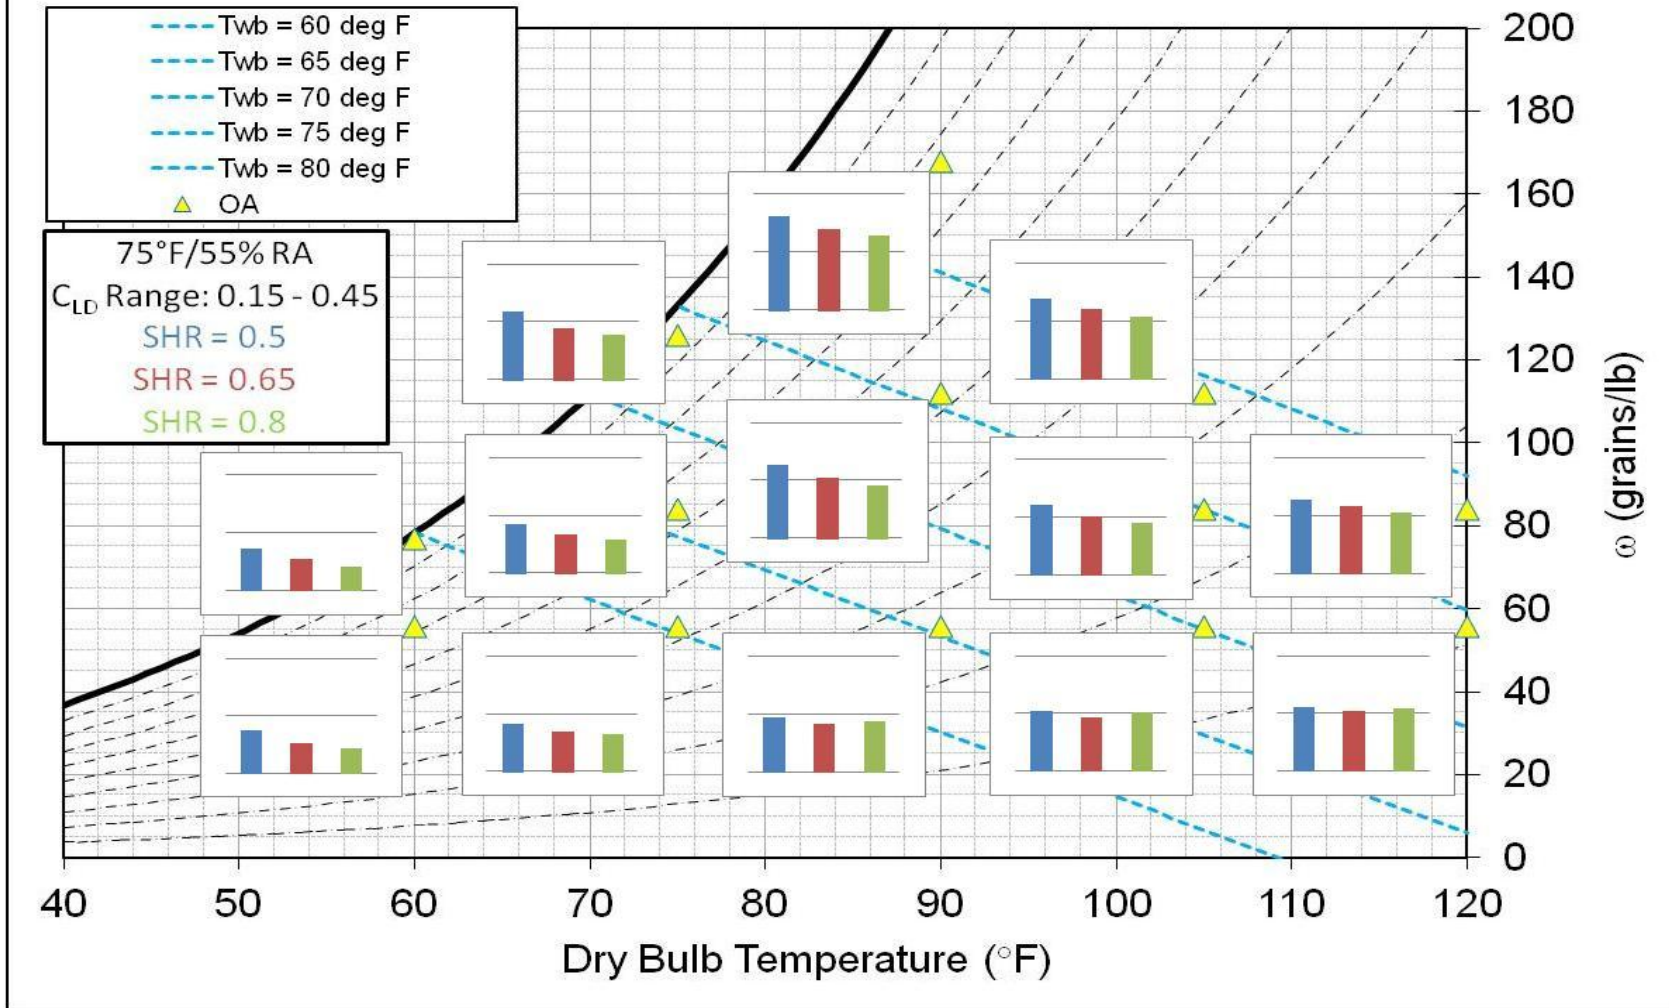 Twb = 60 deg F
Twb = 65 deg F
Twb = 70 deg F
Twb = 75 deg F
Twb = 80 deg F
OA
75°F/55% RA
C_LD Range: 0.15 - 0.45
SHR = 0.5
SHR = 0.65
SHR = 0.8
200
180
160
140
120
100
80
60
40
20
0
ω (grains/lb)
40 50 60 70 80 90 100 110 120
Dry Bulb Temperature (°F)